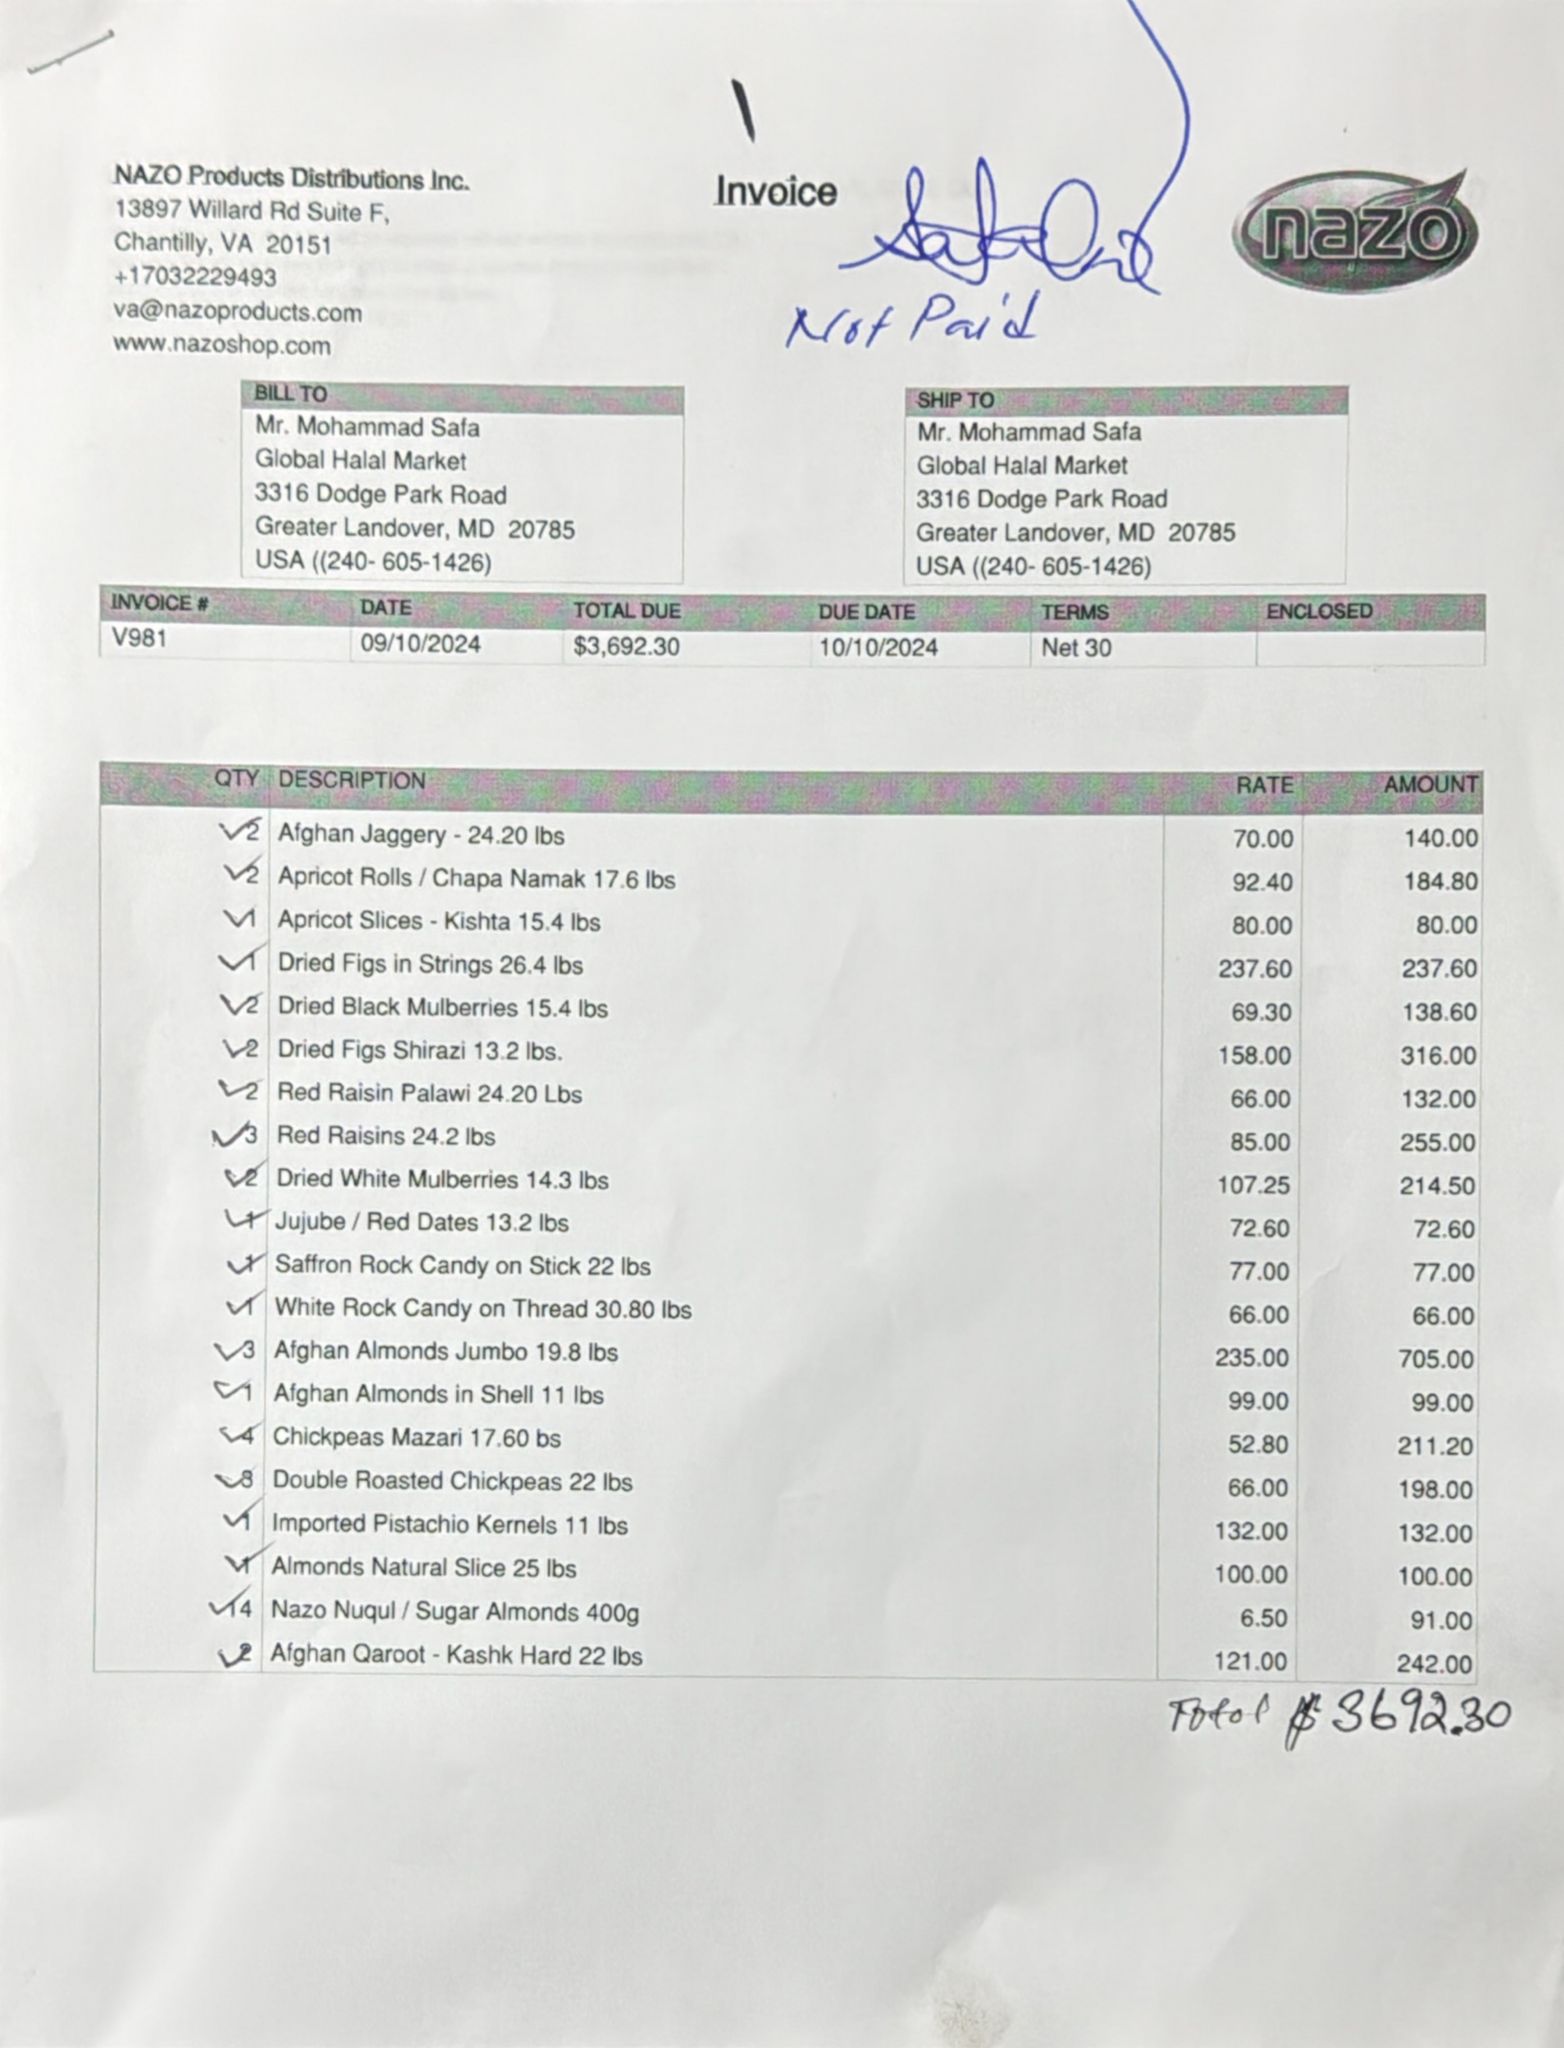 NAZO Products Distributions Inc.
13897 Willard Rd Suite F,
Chantilly, VA 20151
+17032229493
va@nazoproducts.com
www.nazoshop.com
Invoice
nazo
Not Paid
BILL TO
Mr. Mohammad Safa
Global Halal Market
3316 Dodge Park Road
Greater Landover, MD 20785
USA ((240- 605-1426)
SHIP TO
Mr. Mohammad Safa
Global Halal Market
3316 Dodge Park Road
Greater Landover, MD 20785
USA ((240- 605-1426)
INVOICE # DATE TOTAL DUE DUE DATE TERMS ENCLOSED
V981 09/10/2024 $3,692.30 10/10/2024 Net 30
QTY DESCRIPTION RATE AMOUNT
2 Afghan Jaggery - 24.20 lbs 70.00 140.00
2 Apricot Rolls / Chapa Namak 17.6 lbs 92.40 184.80
1 Apricot Slices - Kishta 15.4 lbs 80.00 80.00
1 Dried Figs in Strings 26.4 lbs 237.60 237.60
2 Dried Black Mulberries 15.4 lbs 69.30 138.60
2 Dried Figs Shirazi 13.2 lbs. 158.00 316.00
2 Red Raisin Palawi 24.20 Lbs 66.00 132.00
3 Red Raisins 24.2 lbs 85.00 255.00
2 Dried White Mulberries 14.3 lbs 107.25 214.50
1 Jujube / Red Dates 13.2 lbs 72.60 72.60
1 Saffron Rock Candy on Stick 22 lbs 77.00 77.00
1 White Rock Candy on Thread 30.80 lbs 66.00 66.00
3 Afghan Almonds Jumbo 19.8 lbs 235.00 705.00
1 Afghan Almonds in Shell 11 lbs 99.00 99.00
4 Chickpeas Mazari 17.60 bs 52.80 211.20
3 Double Roasted Chickpeas 22 lbs 66.00 198.00
1 Imported Pistachio Kernels 11 lbs 132.00 132.00
1 Almonds Natural Slice 25 lbs 100.00 100.00
14 Nazo Nuqul / Sugar Almonds 400g 6.50 91.00
2 Afghan Qaroot - Kashk Hard 22 lbs 121.00 242.00
Total $ 3692.30